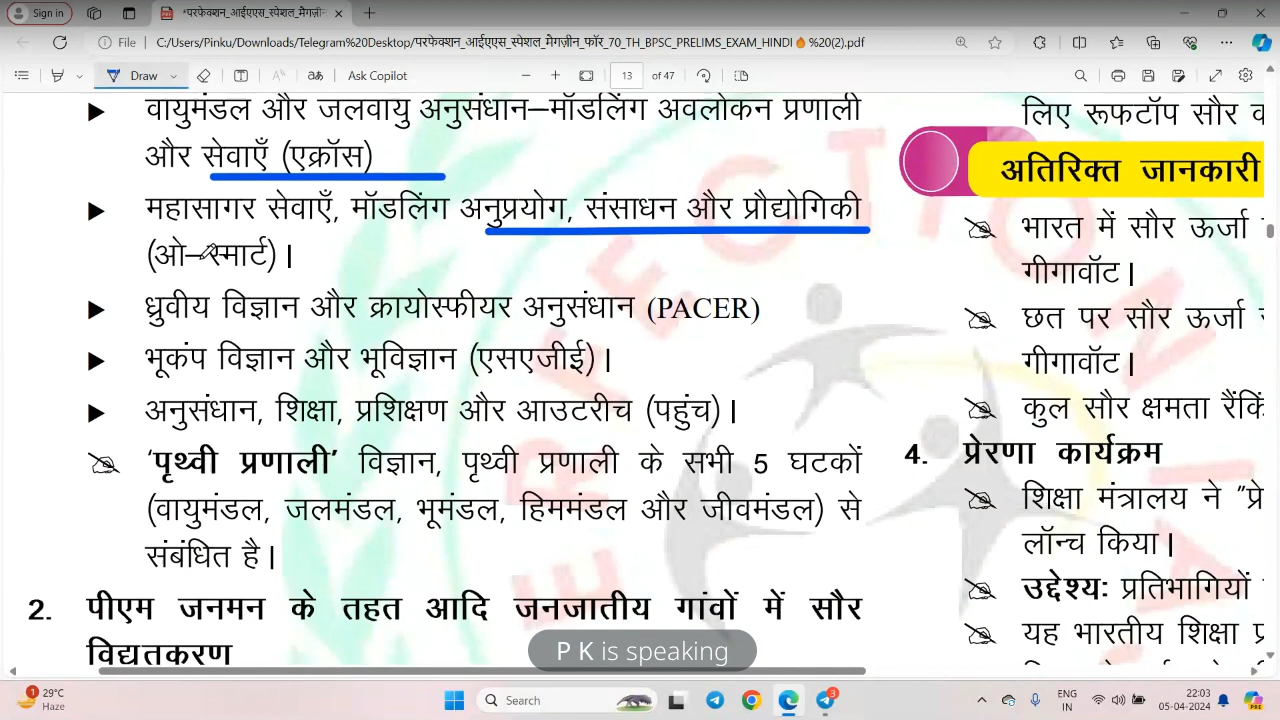 Sign in
*परफेक्शन_आईएएस_स्पेशल_मैगज़ीन
File C:/Users/Pinku/Downloads/Telegram%20Desktop/परफेक्शन_आईएएस_स्पेशल_मैगज़ीन_फॉर_70_TH_BPSC_PRELIMS_EXAM_HINDI🔥%20(2).pdf
Draw Ask Copilot 13 of 47
वायुमंडल और जलवायु अनुसंधान–मॉडलिंग अवलोकन प्रणाली
और सेवाएँ (एक्रॉस)
महासागर सेवाएँ, मॉडलिंग अनुप्रयोग, संसाधन और प्रौद्योगिकी
(ओ–स्मार्ट)।
ध्रुवीय विज्ञान और क्रायोस्फीयर अनुसंधान (PACER)
भूकंप विज्ञान और भूविज्ञान (एसएजीई)।
अनुसंधान, शिक्षा, प्रशिक्षण और आउटरीच (पहुंच)।
'पृथ्वी प्रणाली' विज्ञान, पृथ्वी प्रणाली के सभी 5 घटकों
(वायुमंडल, जलमंडल, भूमंडल, हिममंडल और जीवमंडल) से
संबंधित है।
2. पीएम जनमन के तहत आदि जनजातीय गांवों में सौर
विद्युतकरण
लिए रूफटॉप सौर
अतिरिक्त जानकारी
भारत में सौर ऊर्जा
गीगावॉट।
छत पर सौर ऊर्जा
गीगावॉट।
कुल सौर क्षमता
4. प्रेरणा कार्यक्रम
शिक्षा मंत्रालय ने "प्रे
लॉन्च किया।
उद्देश्य: प्रतिभागियों
यह भारतीय शिक्षा
P K is speaking
1
29°C
Haze
Search
3
ENG
IN
22:03
05-04-2024